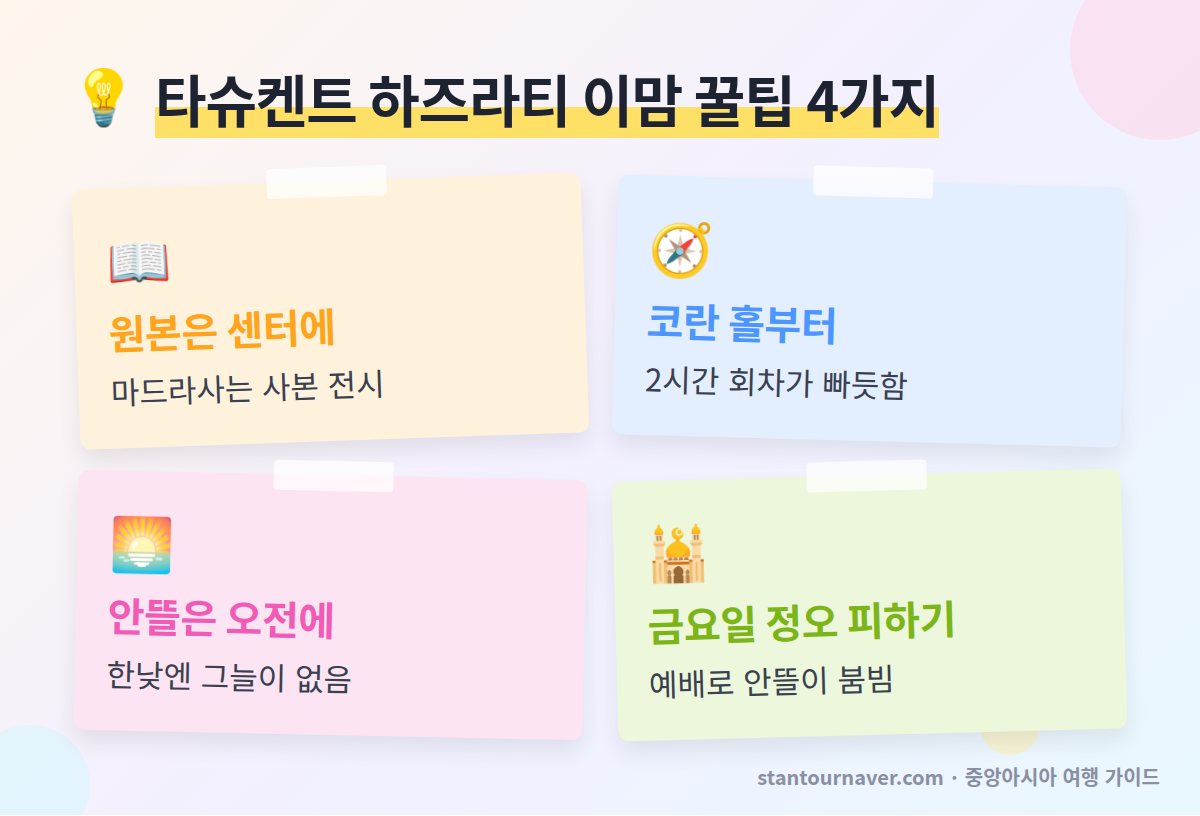 타슈켄트 하즈라티 이맘 꿀팁 4가지
원본은 센터에
마드라사는 사본 전시
코란 홀부터
2시간 회차가 빠듯함
안뜰은 오전에
한낮엔 그늘이 없음
금요일 정오 피하기
예배로 안뜰이 붐빔
stantournaver.com · 중앙아시아 여행 가이드